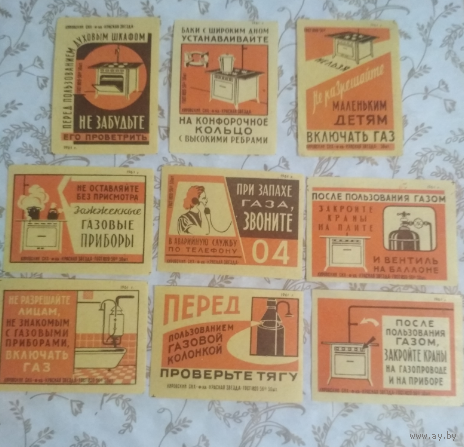 ПЕРЕД ПОЛЬЗОВАНИЕМ ДУХОВЫМ ШКАФОМ
НЕ ЗАБУДЬТЕ
ЕГО ПРОВЕТРИТЬ
БАКИ С ШИРОКИМ ДНОМ
УСТАНАВЛИВАЙТЕ
НА КОНФОРОЧНОЕ
КОЛЬЦО
С ВЫСОКИМИ РЕБРАМИ
Не разрешайте
МАЛЕНЬКИМ
ДЕТЯМ
ВКЛЮЧАТЬ ГАЗ
НЕ ОСТАВЛЯЙТЕ
БЕЗ ПРИСМОТРА
Зажженные
ГАЗОВЫЕ
ПРИБОРЫ
ПРИ ЗАПАХЕ
ГАЗА,
ЗВОНИТЕ
В АВАРИЙНУЮ СЛУЖБУ
ПО ТЕЛЕФОНУ
04
ПОСЛЕ ПОЛЬЗОВАНИЯ ГАЗОМ
ЗАКРОЙТЕ
КРАНЫ
НА ПЛИТЕ
И ВЕНТИЛЬ
НА БАЛЛОНЕ
НЕ РАЗРЕШАЙТЕ
ЛИЦАМ,
НЕ ЗНАКОМЫМ
С ГАЗОВЫМИ
ПРИБОРАМИ,
ВКЛЮЧАТЬ
ГАЗ
ПЕРЕД
ПОЛЬЗОВАНИЕМ
ГАЗОВОЙ
КОЛОНКОЙ
ПРОВЕРЬТЕ ТЯГУ
ПОСЛЕ
ПОЛЬЗОВАНИЯ
ГАЗОМ,
ЗАКРОЙТЕ КРАНЫ
НА ГАЗОПРОВОДЕ
И НА ПРИБОРЕ
www.ay.by